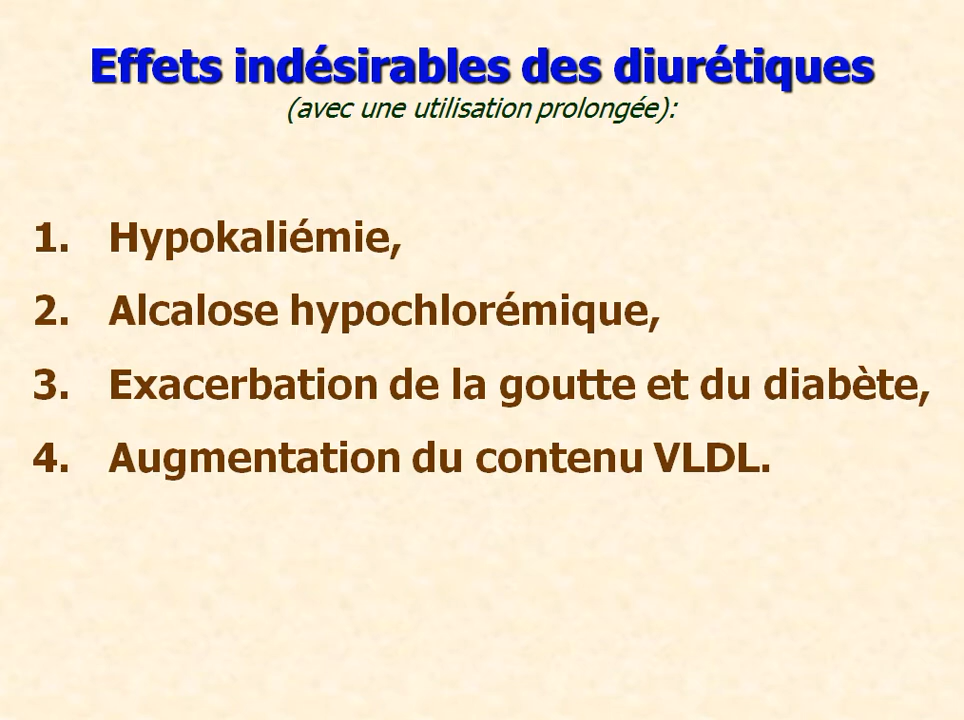 Effets indésirables des diurétiques
(avec une utilisation prolongée):
1. Hypokaliémie,
2. Alcalose hypochlorémique,
3. Exacerbation de la goutte et du diabète,
4. Augmentation du contenu VLDL.